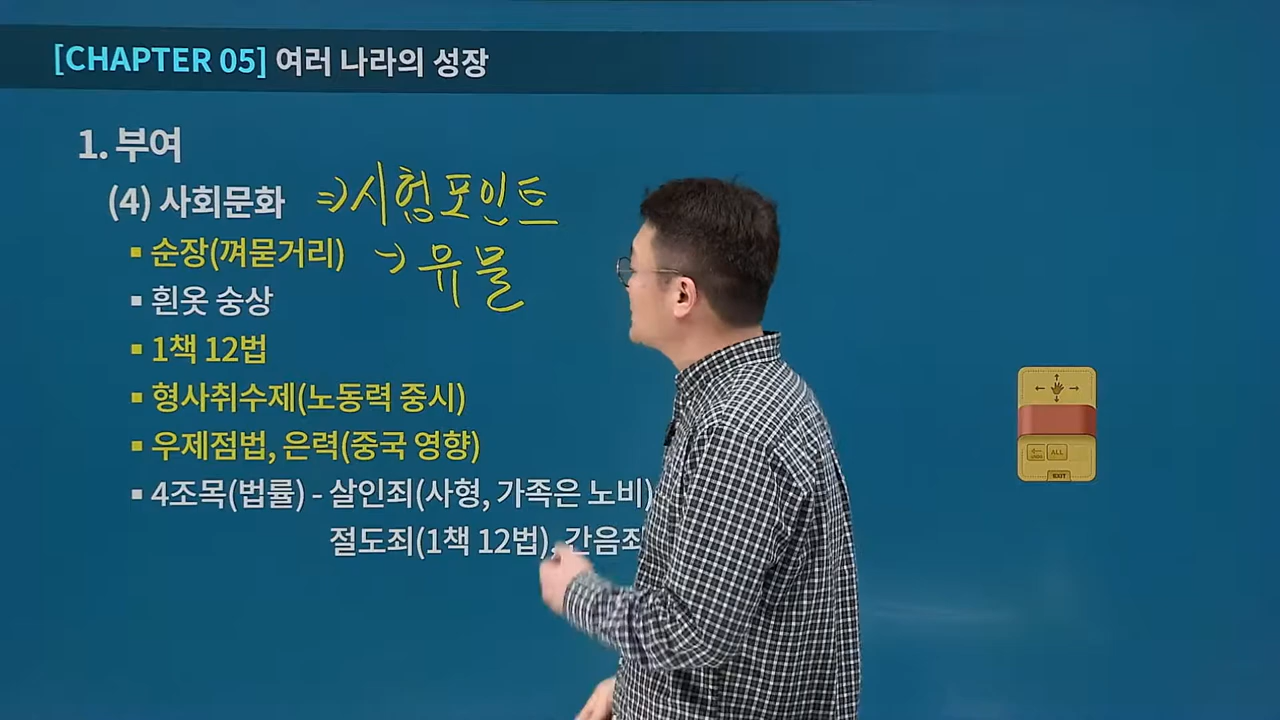 [CHAPTER 05] 여러 나라의 성장
1. 부여
(4) 사회문화 ⇒ 시험포인트
▪ 순장(껴묻거리) → 유물
▪ 흰옷 숭상
▪ 1책 12법
▪ 형사취수제(노동력 중시)
▪ 우제점법, 은력(중국 영향)
▪ 4조목(법률) - 살인죄(사형, 가족은 노비)
절도죄(1책 12법), 간음죄
ALL
EXIT